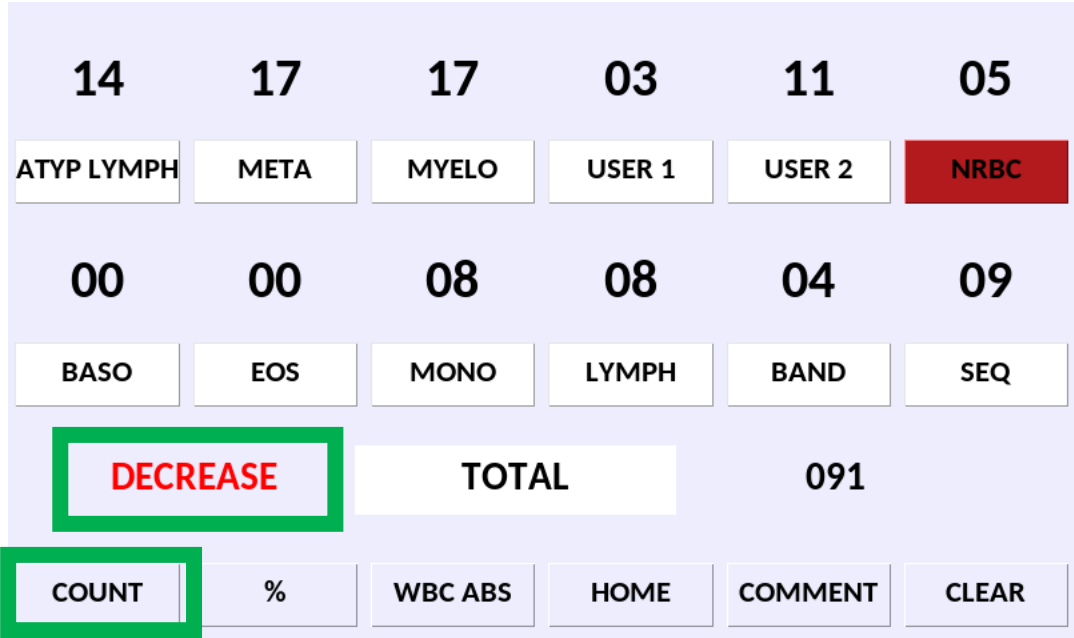 14 17 17 03 11 05
ATYP LYMPH META MYELO USER 1 USER 2 NRBC
00 00 08 08 04 09
BASO EOS MONO LYMPH BAND SEQ
DECREASE TOTAL 091
COUNT % WBC ABS HOME COMMENT CLEAR